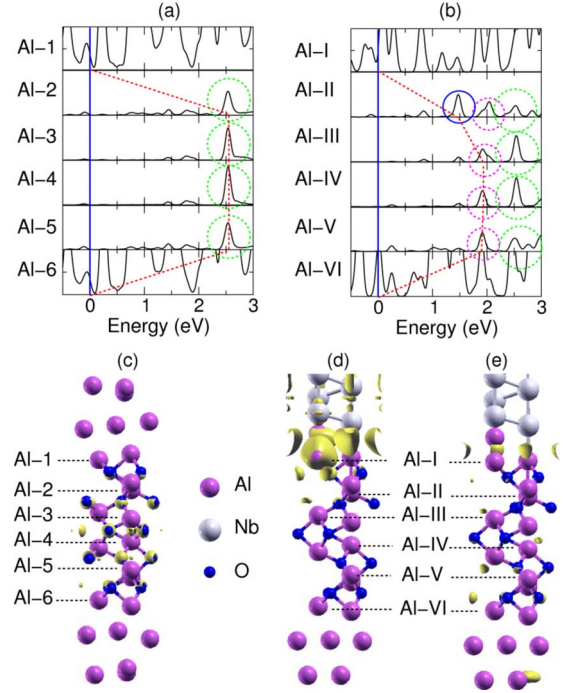 (a)
(b)
Al-1
Al-2
Al-3
Al-4
Al-5
Al-6
Al-I
Al-II
Al-III
Al-IV
Al-V
Al-VI
0 1 2 3
0 1 2 3
Energy (eV)
Energy (eV)
(c)
(d)
(e)
Al-1
Al-2
Al-3
Al-4
Al-5
Al-6
Al
Nb
O
Al-I
Al-II
Al-III
Al-IV
Al-V
Al-VI